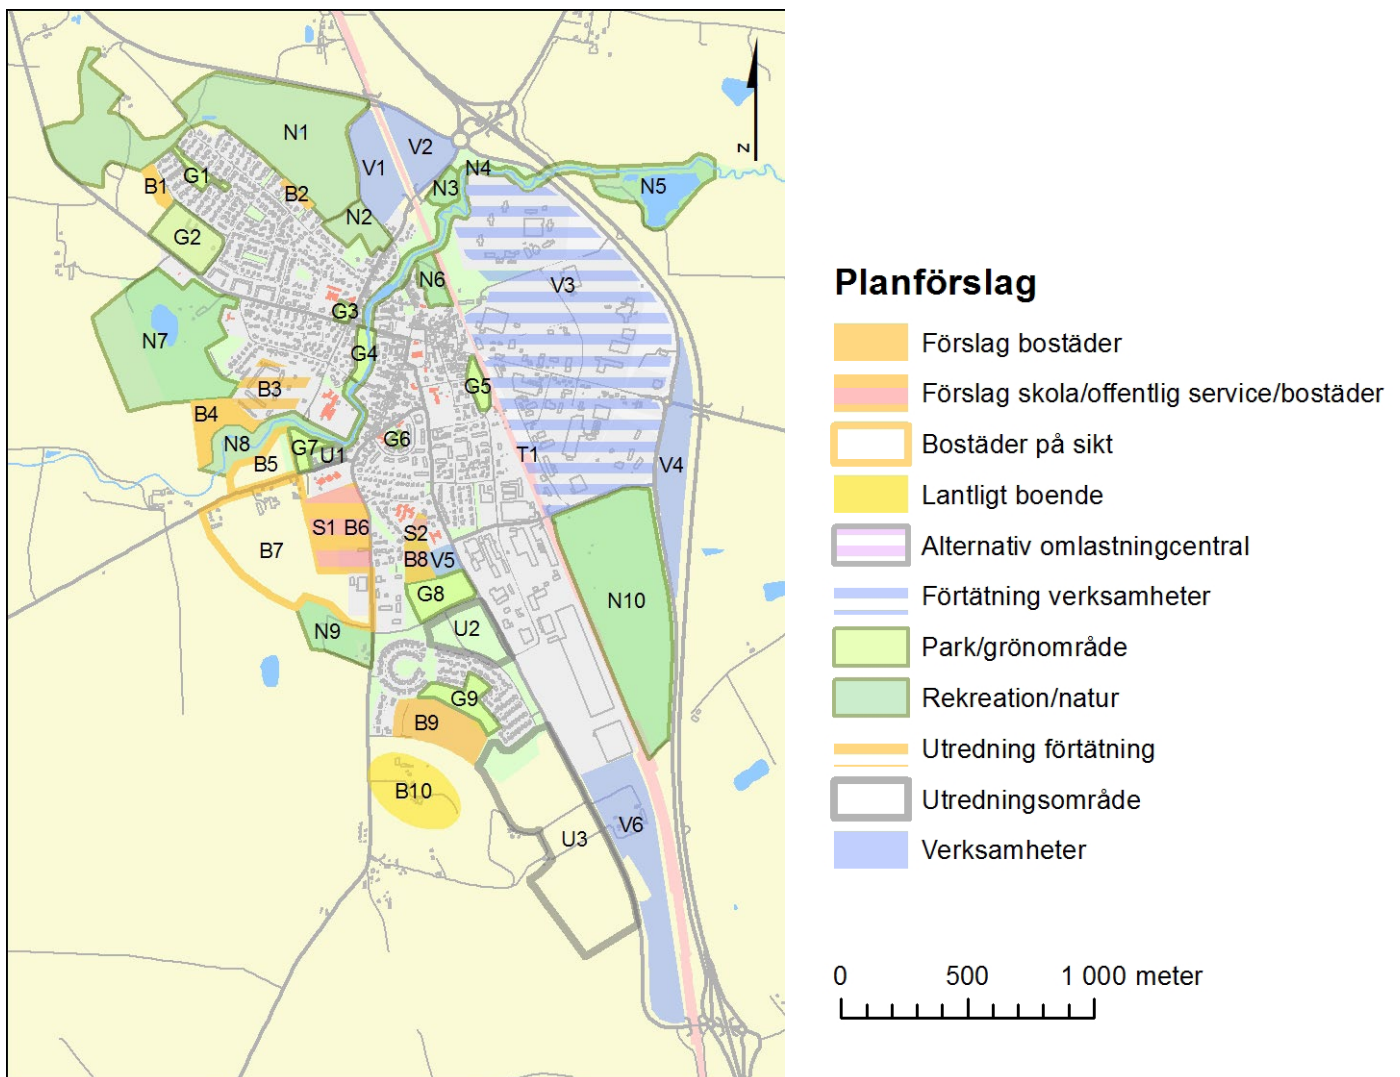 N1
V2
V1
N4
G1
B1
B2
N3
N5
N2
G2
N6
V3
G3
N7
G4
G5
B3
B4
G6
N8
G7
U1
T1
B5
V4
S1 B6
S2
B7
B8 V5
G8
N10
N9
U2
G9
B9
B10
V6
U3
N
Planförslag
Förslag bostäder
Förslag skola/offentlig service/bostäder
Bostäder på sikt
Lantligt boende
Alternativ omlastningcentral
Förtätning verksamheter
Park/grönområde
Rekreation/natur
Utredning förtätning
Utredningsområde
Verksamheter
0 500 1 000 meter